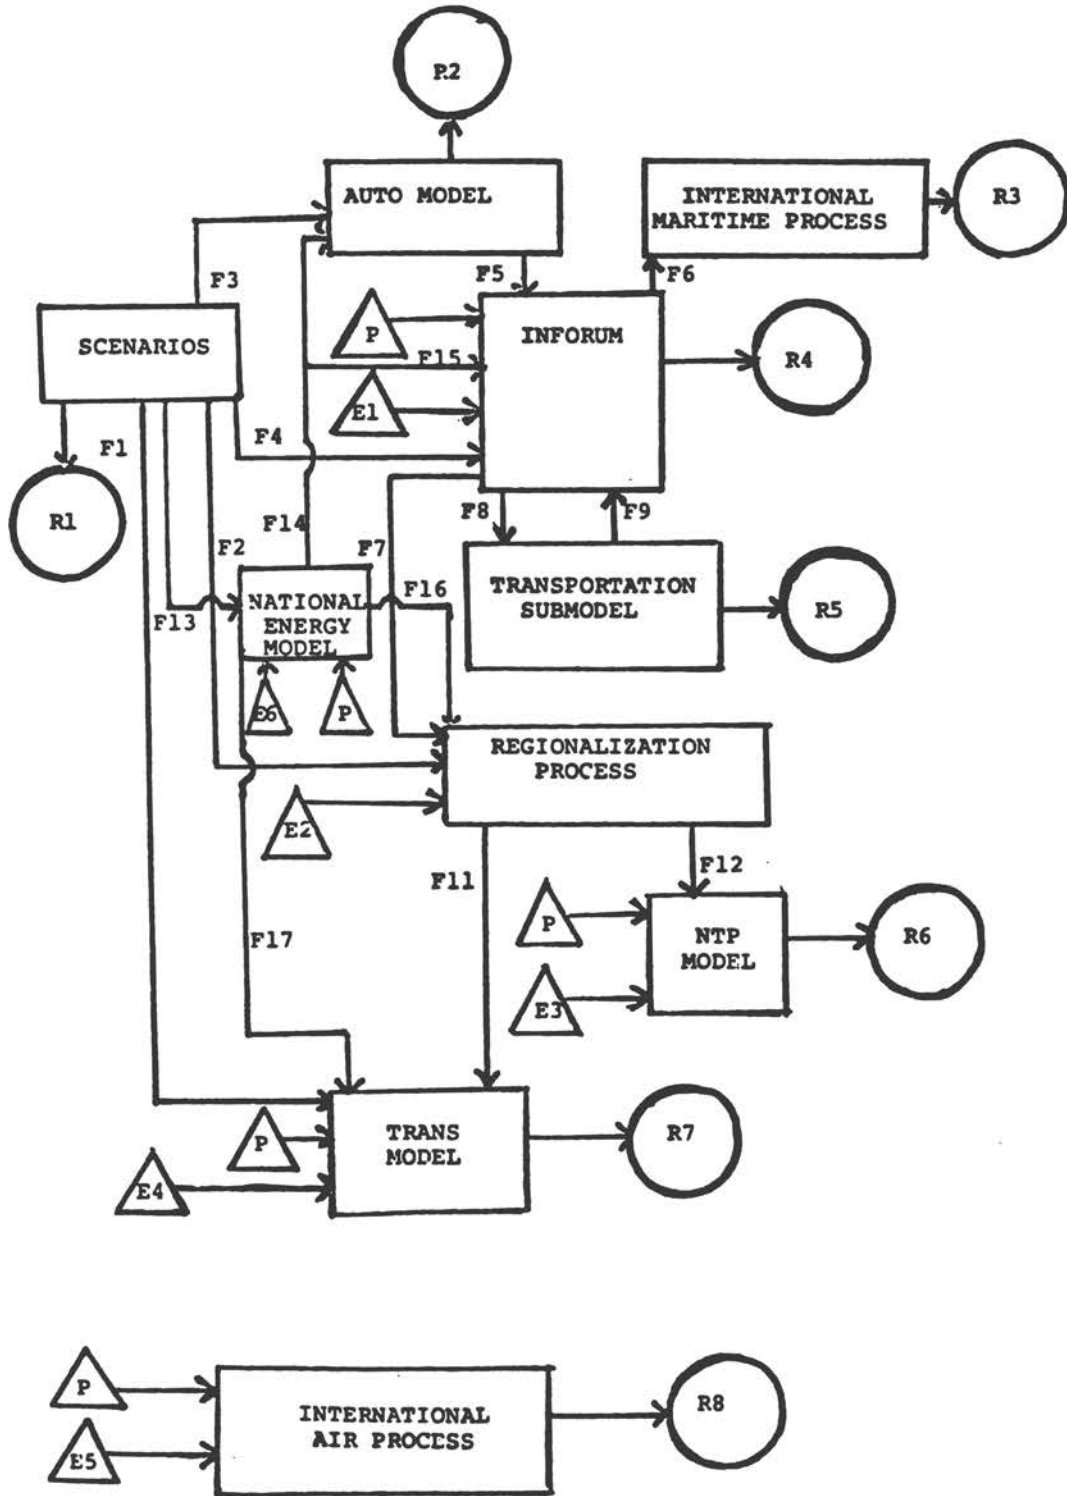 R2
AUTO MODEL
INTERNATIONAL
MARITIME PROCESS
R3
F3
F5
F6
SCENARIOS
P
INFORUM
F15
R4
E1
F1
F4
R1
F14
F2
F7
F8
F9
F16
TRANSPORTATION
SUBMODEL
R5
F13
NATIONAL
ENERGY
MODEL
E6
P
REGIONALIZATION
PROCESS
E2
F11
F12
P
NTP
MODEL
R6
F17
E3
TRANS
MODEL
P
R7
E4
P
INTERNATIONAL
AIR PROCESS
R8
E5